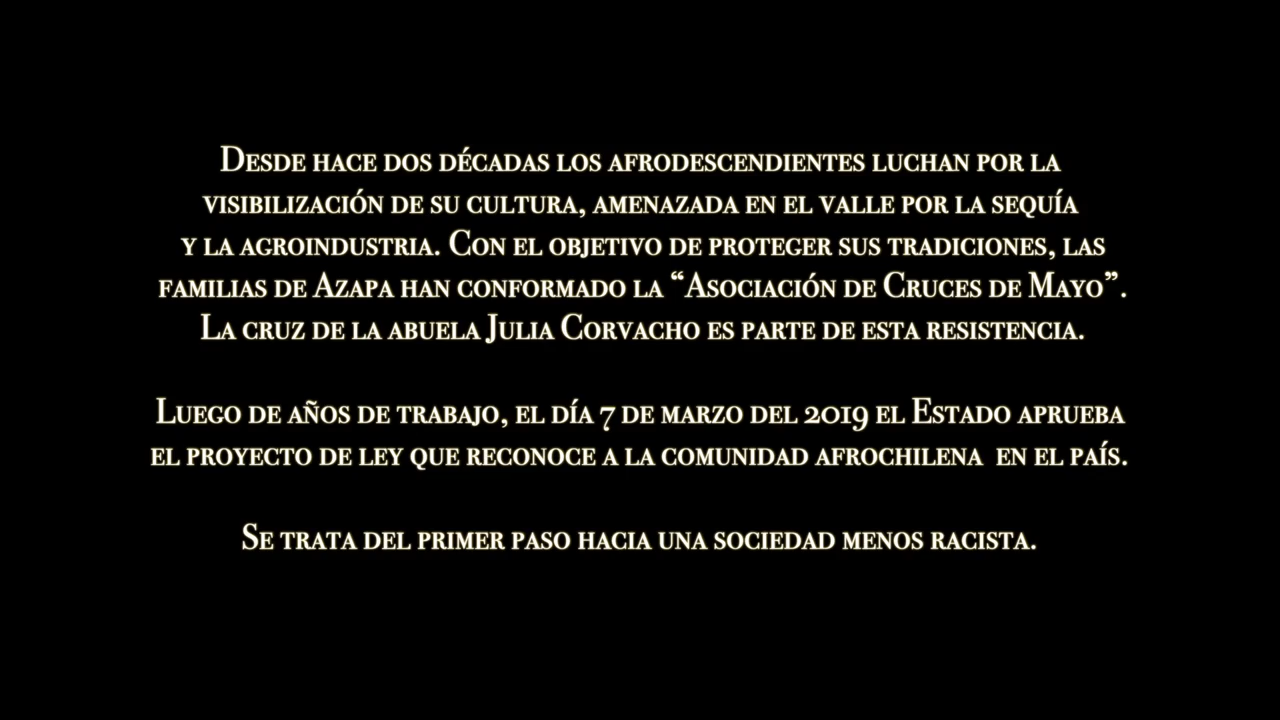 Desde hace dos décadas los afrodescendientes luchan por la
visibilización de su cultura, amenazada en el valle por la sequía
y la agroindustria. Con el objetivo de proteger sus tradiciones, las
familias de Azapa han conformado la “Asociación de Cruces de Mayo”.
La cruz de la abuela Julia Corvacho es parte de esta resistencia.
Luego de años de trabajo, el día 7 de marzo del 2019 el Estado aprueba
el proyecto de ley que reconoce a la comunidad afrochilena en el país.
Se trata del primer paso hacia una sociedad menos racista.